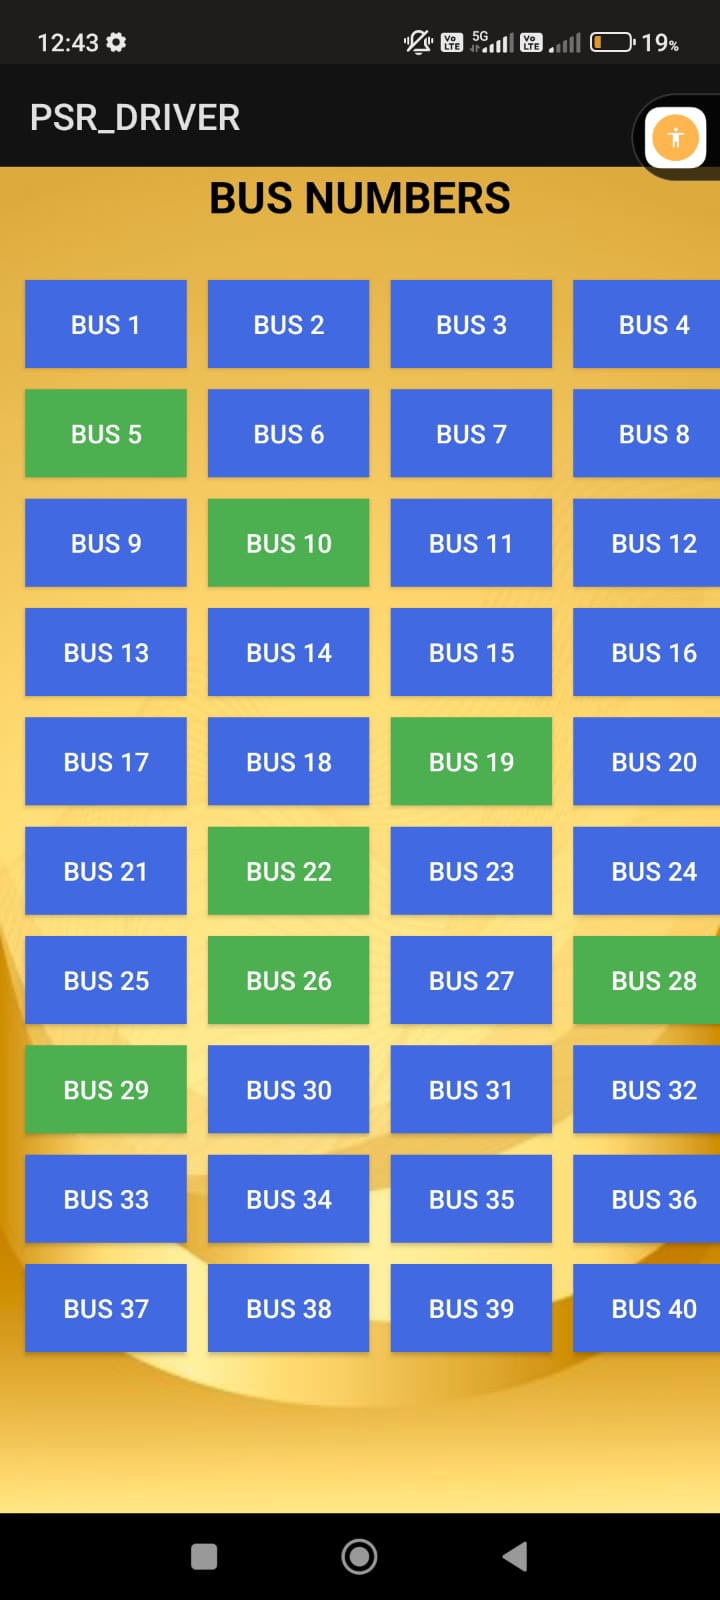 12:43 Vo LTE 5G Vo LTE 19%
PSR_DRIVER
BUS NUMBERS
BUS 1 BUS 2 BUS 3 BUS 4
BUS 5 BUS 6 BUS 7 BUS 8
BUS 9 BUS 10 BUS 11 BUS 12
BUS 13 BUS 14 BUS 15 BUS 16
BUS 17 BUS 18 BUS 19 BUS 20
BUS 21 BUS 22 BUS 23 BUS 24
BUS 25 BUS 26 BUS 27 BUS 28
BUS 29 BUS 30 BUS 31 BUS 32
BUS 33 BUS 34 BUS 35 BUS 36
BUS 37 BUS 38 BUS 39 BUS 40